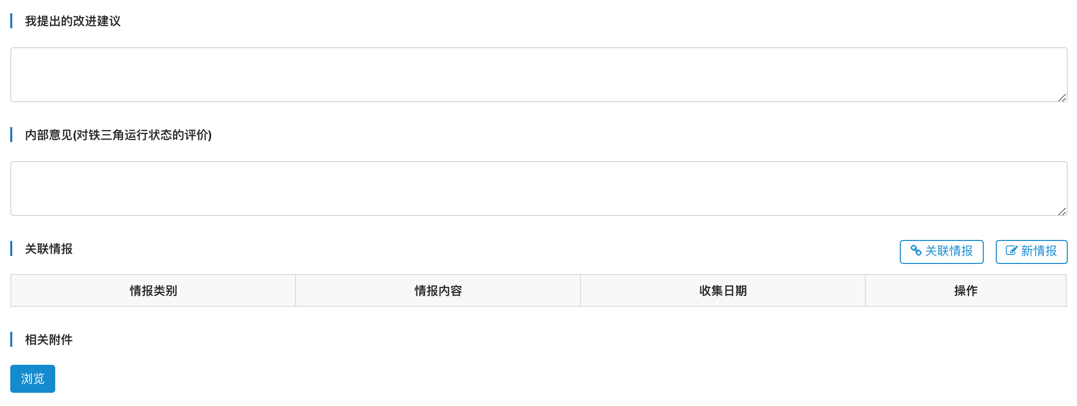 我提出的改进建议
内部意见(对铁三角运行状态的评价)
关联情报 关联情报 新情报
情报类别 情报内容 收集日期 操作
相关附件
浏览